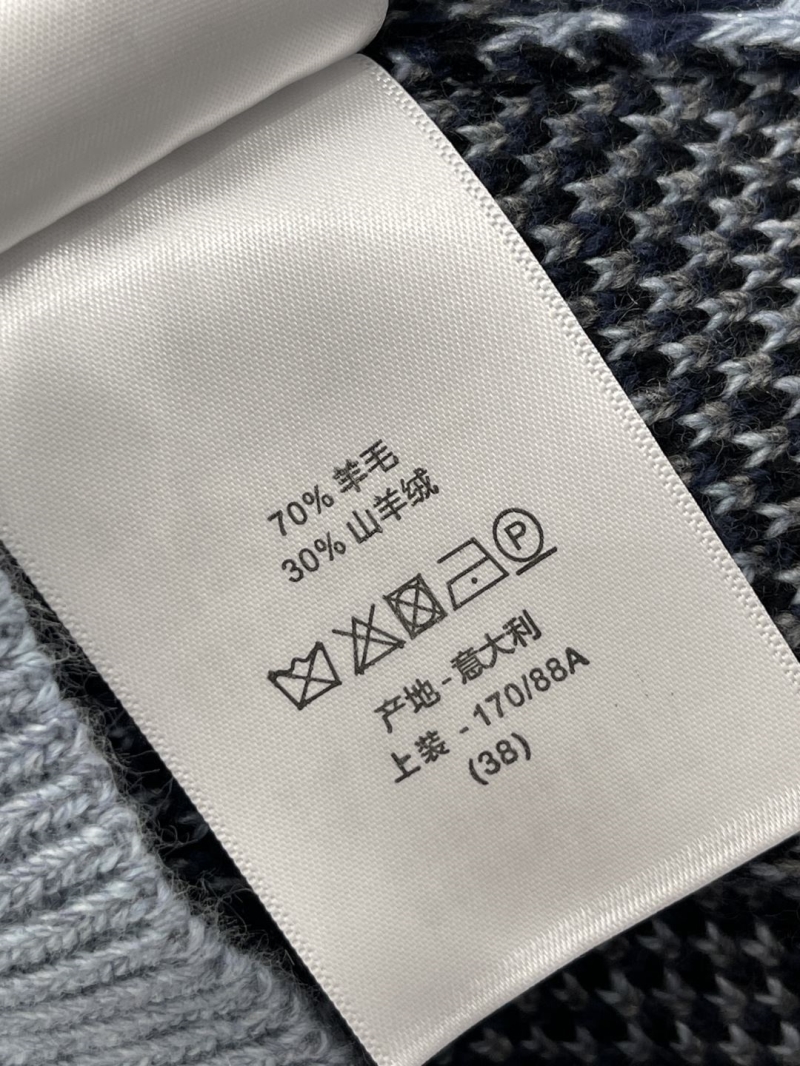 70% 羊毛
30% 山羊绒
P
产地 - 意大利
上装 - 170/88A
(38)